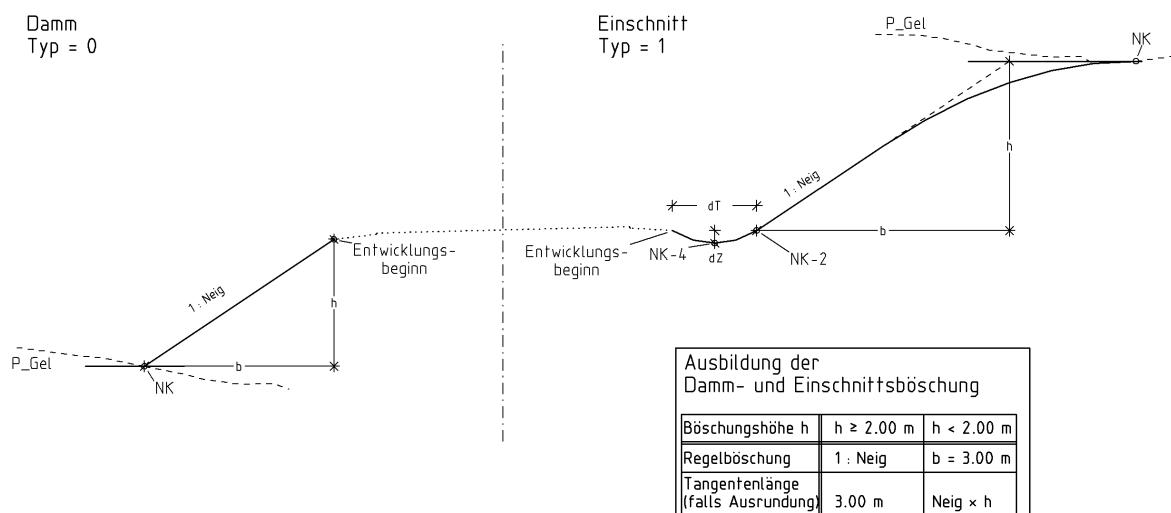 Damm
Typ = 0
Einschnitt
Typ = 1
P_Gel
NK
h
1 : Neig
dT
b
Entwicklungs-
beginn
Entwicklungs-
beginn
NK-4
dZ
NK-2
1 : Neig
h
P_Gel
b
NK
Ausbildung der
Damm- und Einschnittsböschung
Böschungshöhe h h ≥ 2.00 m h < 2.00 m
Regelböschung 1 : Neig b = 3.00 m
Tangentenlänge
(falls Ausrundung) 3.00 m Neig × h